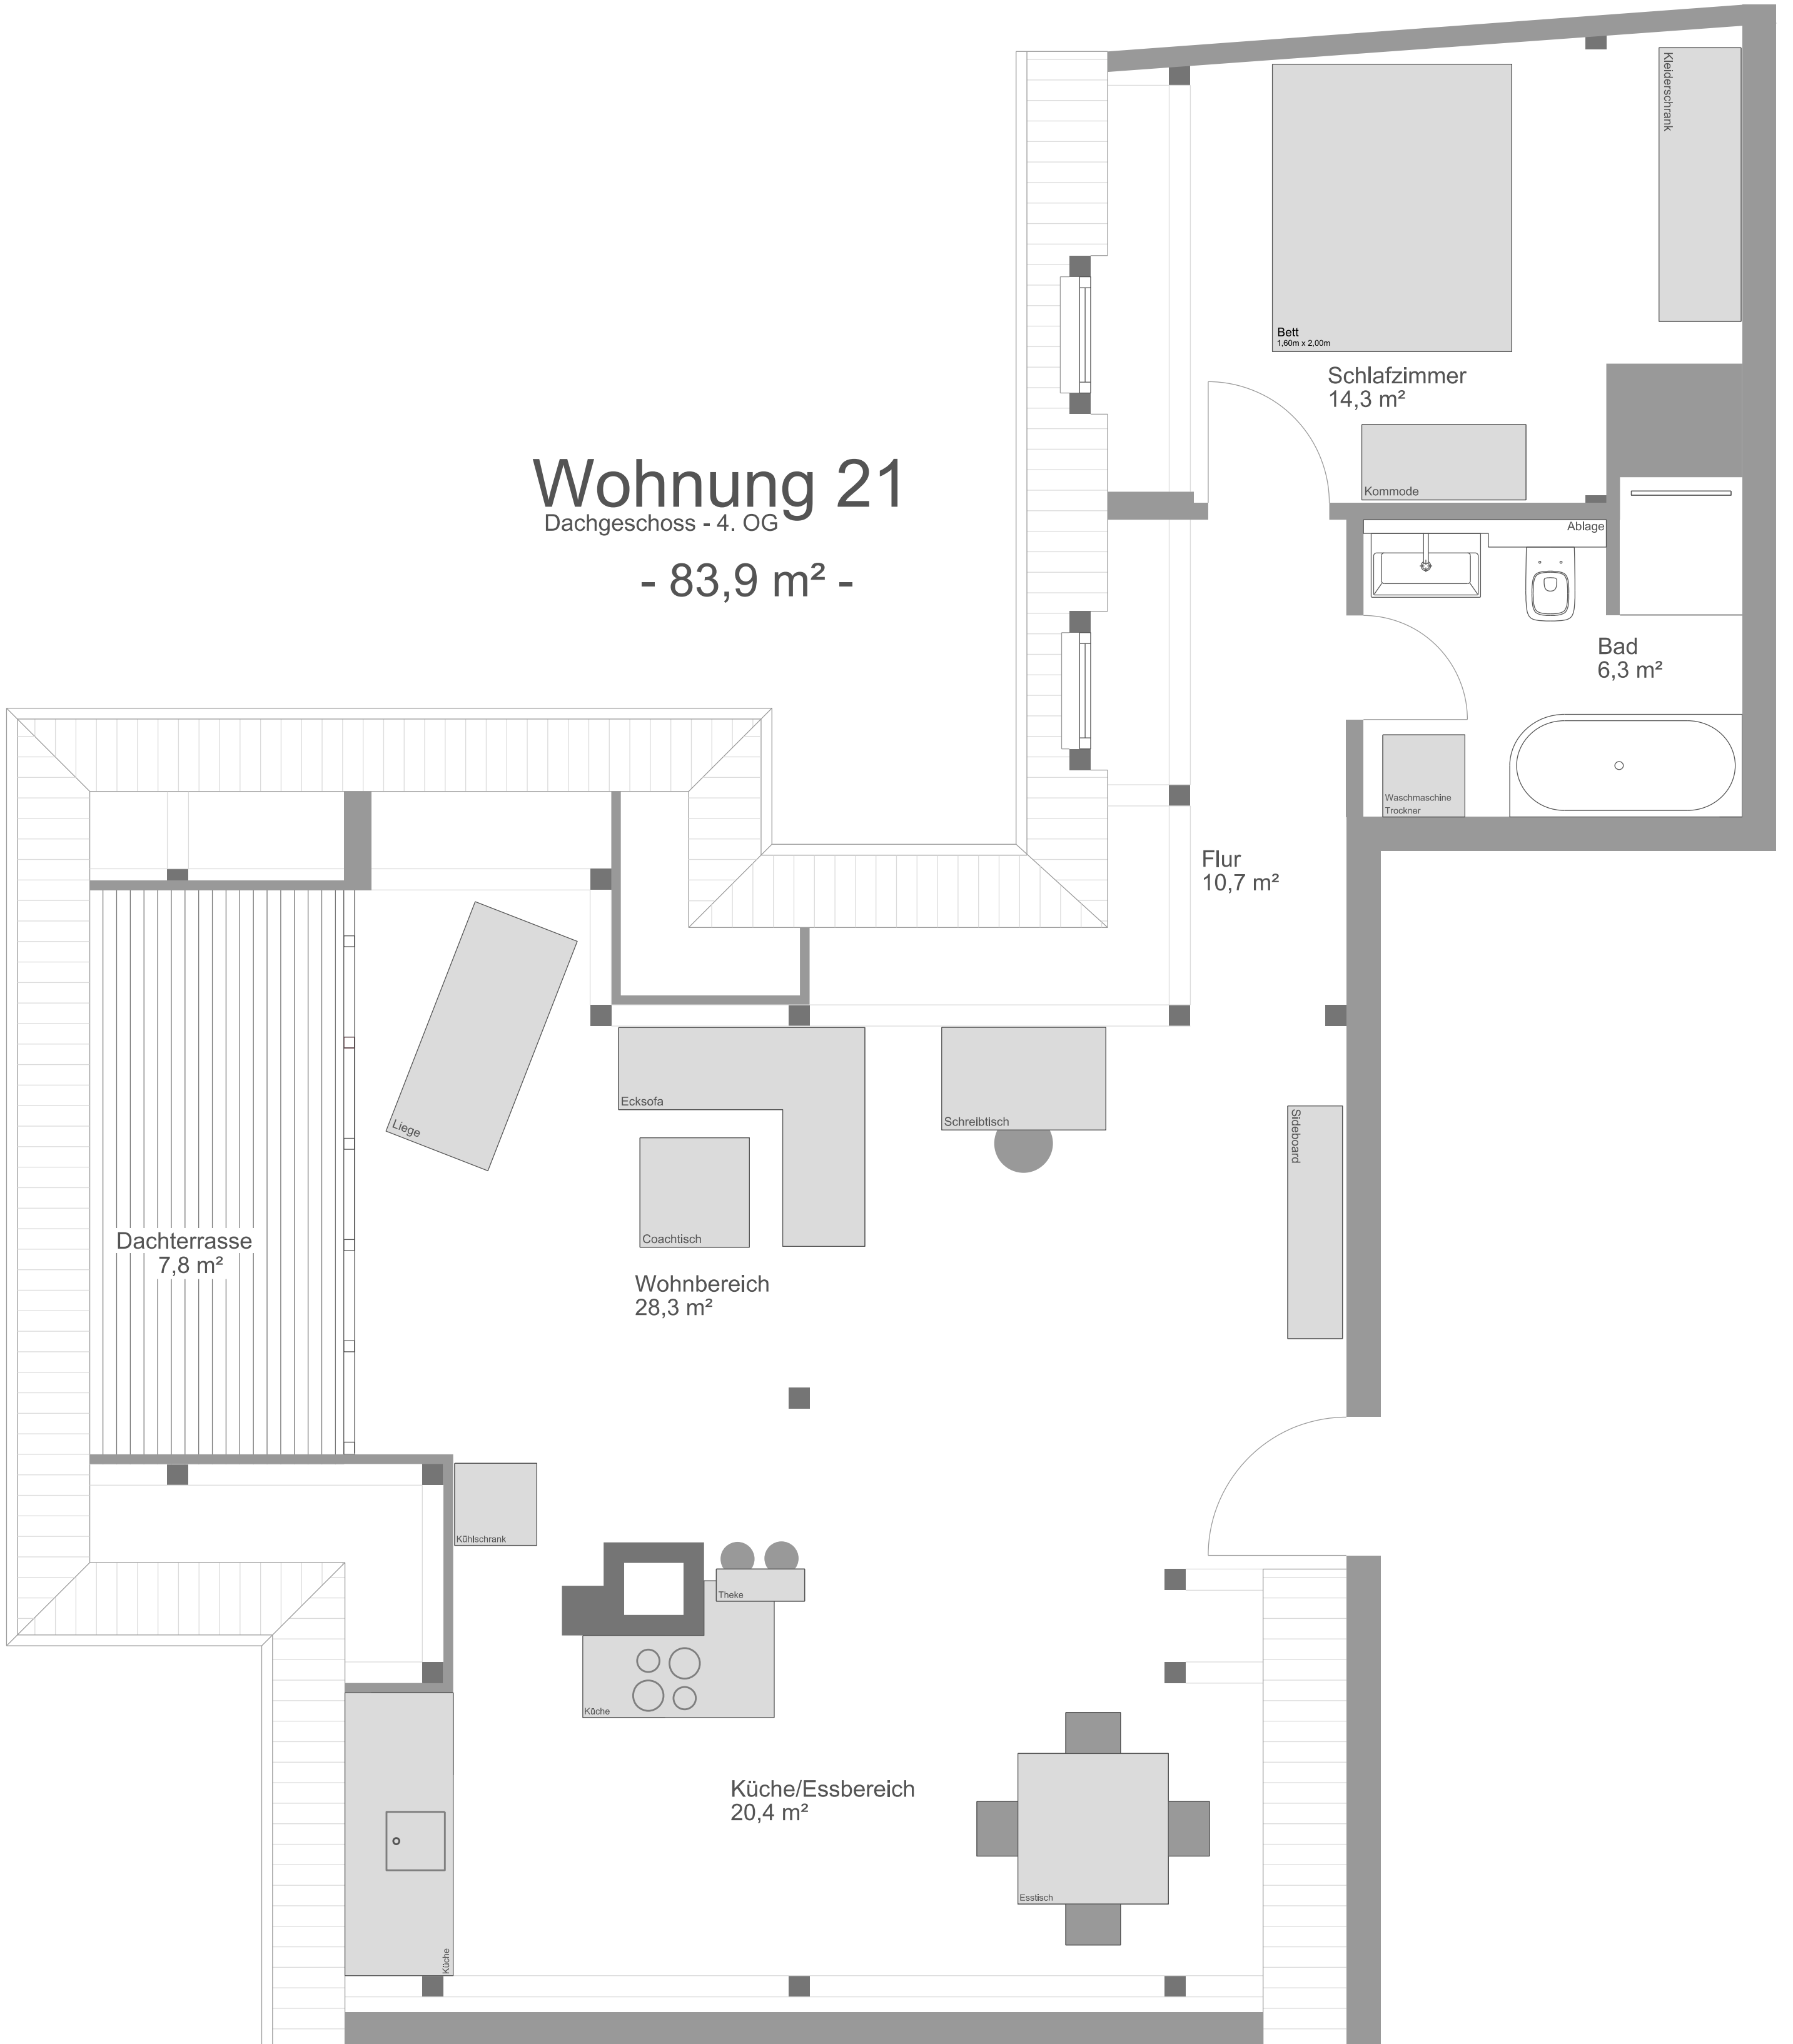 Kleiderschrank
Bett
1,60m x 2,00m
Schlafzimmer
14,3 m²
Kommode
Wohnung 21
Dachgeschoss - 4. OG
- 83,9 m² -
Ablage
Bad
6,3 m²
Waschmaschine
Trockner
Flur
10,7 m²
Liege
Ecksofa
Schreibtisch
Sideboard
Coachtisch
Dachterrasse
7,8 m²
Wohnbereich
28,3 m²
Kühlschrank
Theke
Küche
Küche/Essbereich
20,4 m²
Esstisch
Küche